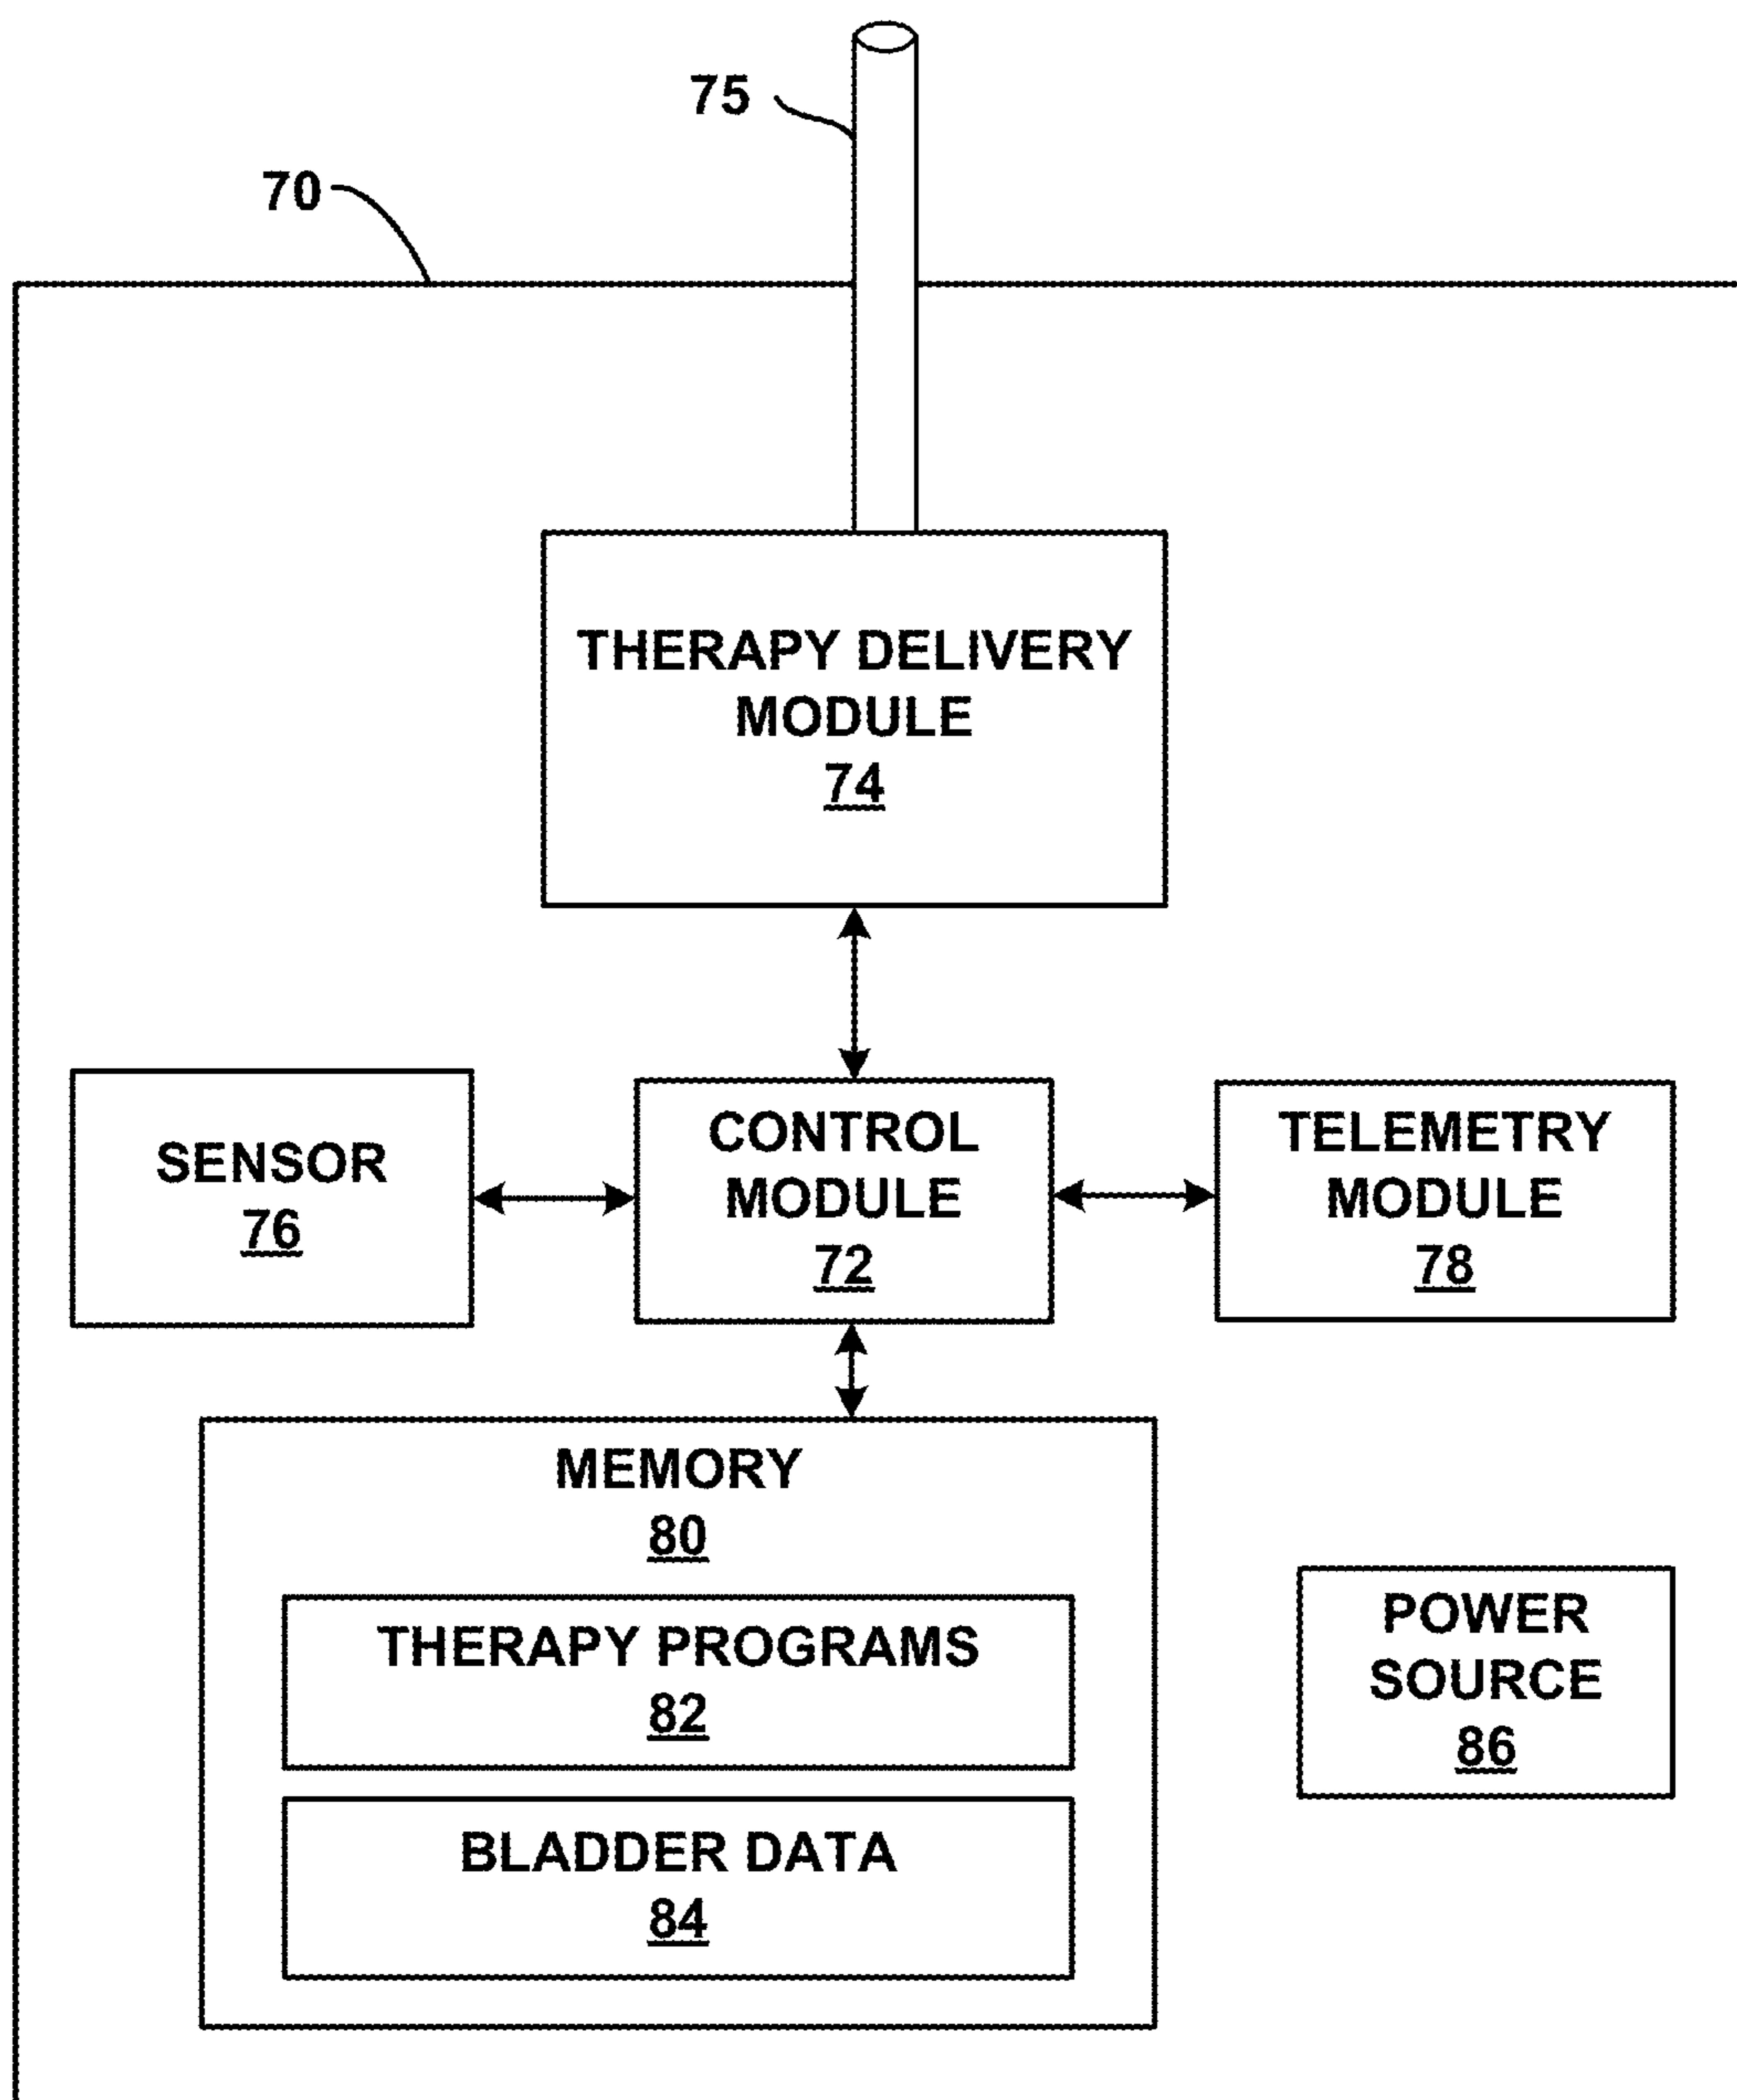 75
70
THERAPY DELIVERY
MODULE
74
SENSOR
76
CONTROL
MODULE
72
TELEMETRY
MODULE
78
MEMORY
80
THERAPY PROGRAMS
82
BLADDER DATA
84
POWER
SOURCE
86